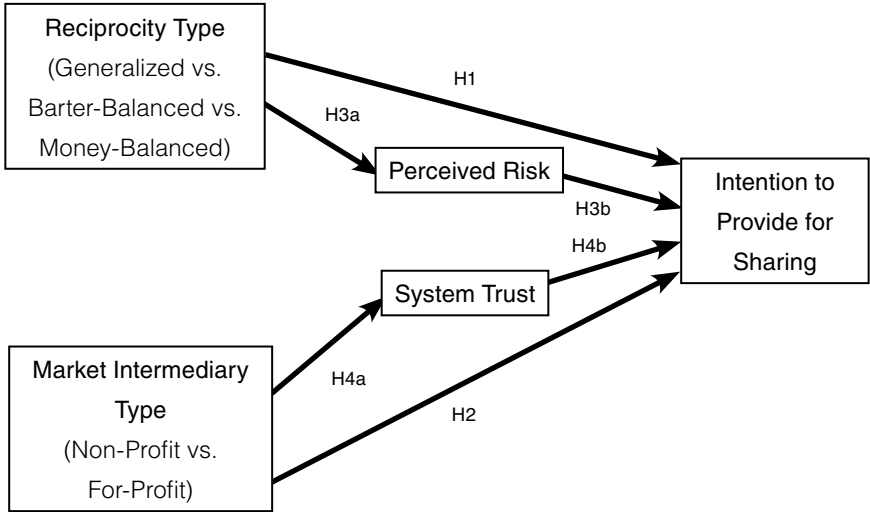 Reciprocity Type
(Generalized vs.
Barter-Balanced vs.
Money-Balanced)
H1
H3a
Perceived Risk
H3b
Intention to
Provide for
Sharing
H4b
System Trust
H4a
Market Intermediary
Type
(Non-Profit vs.
For-Profit)
H2